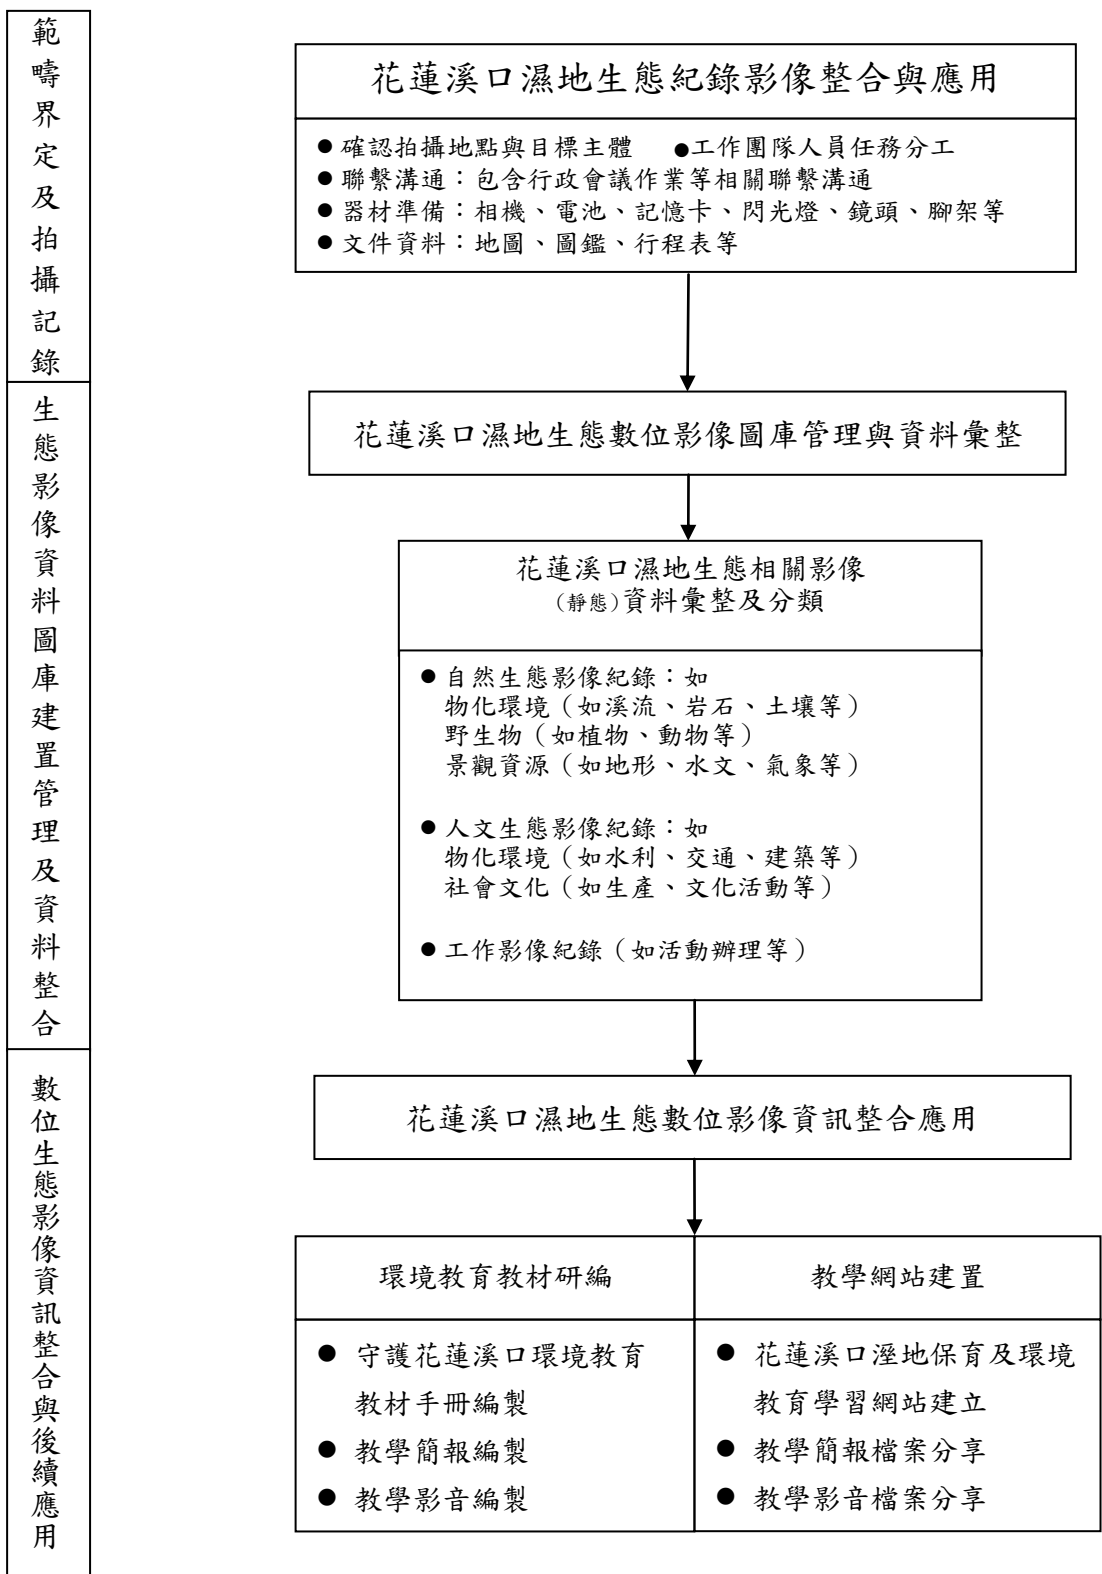 範疇界定及拍攝記錄
花蓮溪口濕地生態紀錄影像整合與應用
●確認拍攝地點與目標主體 ●工作團隊人員任務分工
●聯繫溝通：包含行政會議作業等相關聯繫溝通
●器材準備：相機、電池、記憶卡、閃光燈、鏡頭、腳架等
●文件資料：地圖、圖鑑、行程表等
生態影像資料圖庫建置管理及資料整合
花蓮溪口濕地生態數位影像圖庫管理與資料彙整
花蓮溪口濕地生態相關影像
(靜態)資料彙整及分類
●自然生態影像紀錄：如
物化環境（如溪流、岩石、土壤等）
野生物（如植物、動物等）
景觀資源（如地形、水文、氣象等）
●人文生態影像紀錄：如
物化環境（如水利、交通、建築等）
社會文化（如生產、文化活動等）
●工作影像紀錄（如活動辦理等）
數位生態影像資訊整合與後續應用
花蓮溪口濕地生態數位影像資訊整合應用
環境教育教材研編
● 守護花蓮溪口環境教育
教材手冊編製
● 教學簡報編製
● 教學影音編製
教學網站建置
● 花蓮溪口溼地保育及環境
教育學習網站建立
● 教學簡報檔案分享
● 教學影音檔案分享